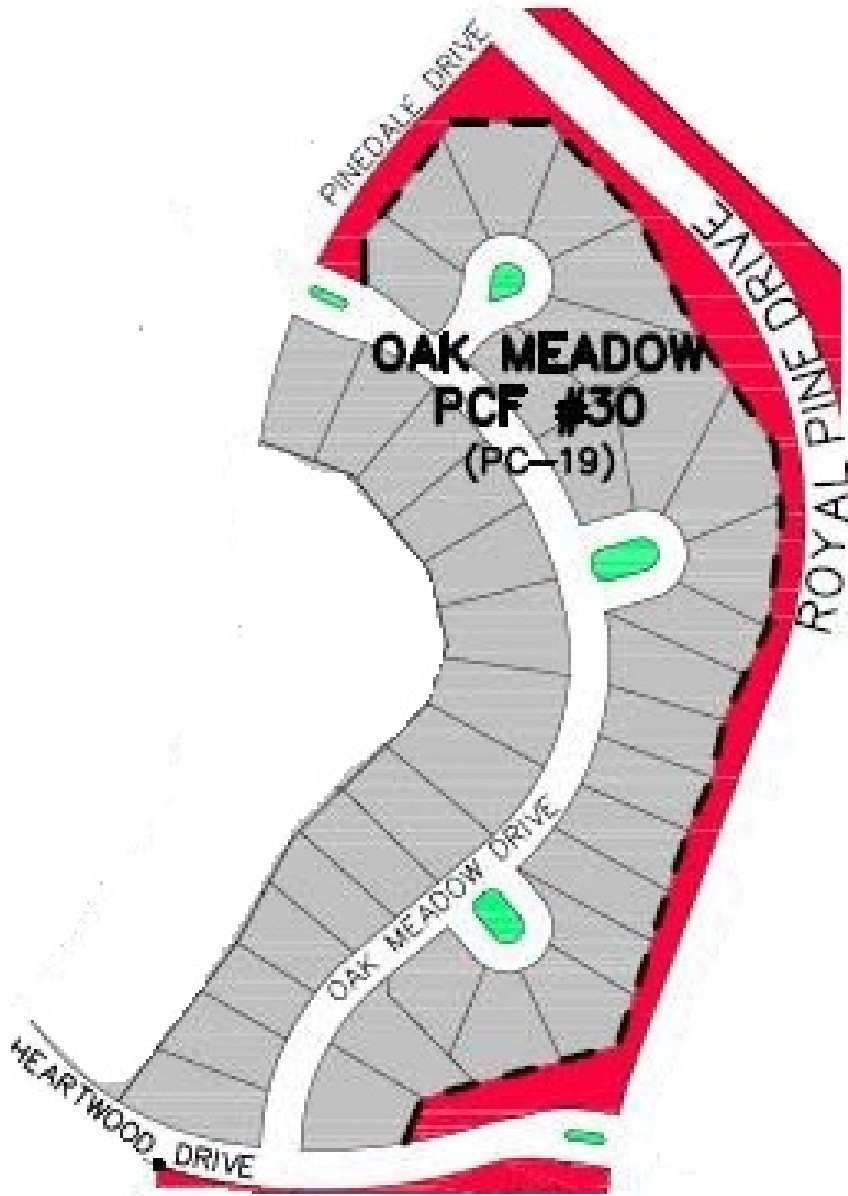 PINEDALE DRIVE
ROYAL PINE DRIVE
OAK MEADOW
PCF #30
(PC-19)
OAK MEADOW DRIVE
HEARTWOOD DRIVE